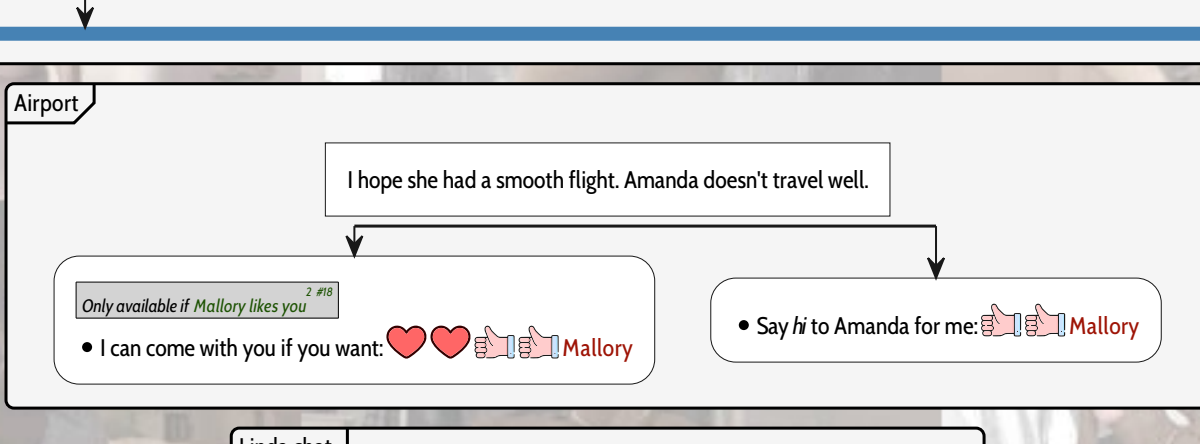 Airport
I hope she had a smooth flight. Amanda doesn't travel well.
Only available if Mallory likes you 2 #18
• I can come with you if you want: Mallory
• Say hi to Amanda for me: Mallory
Linda chat